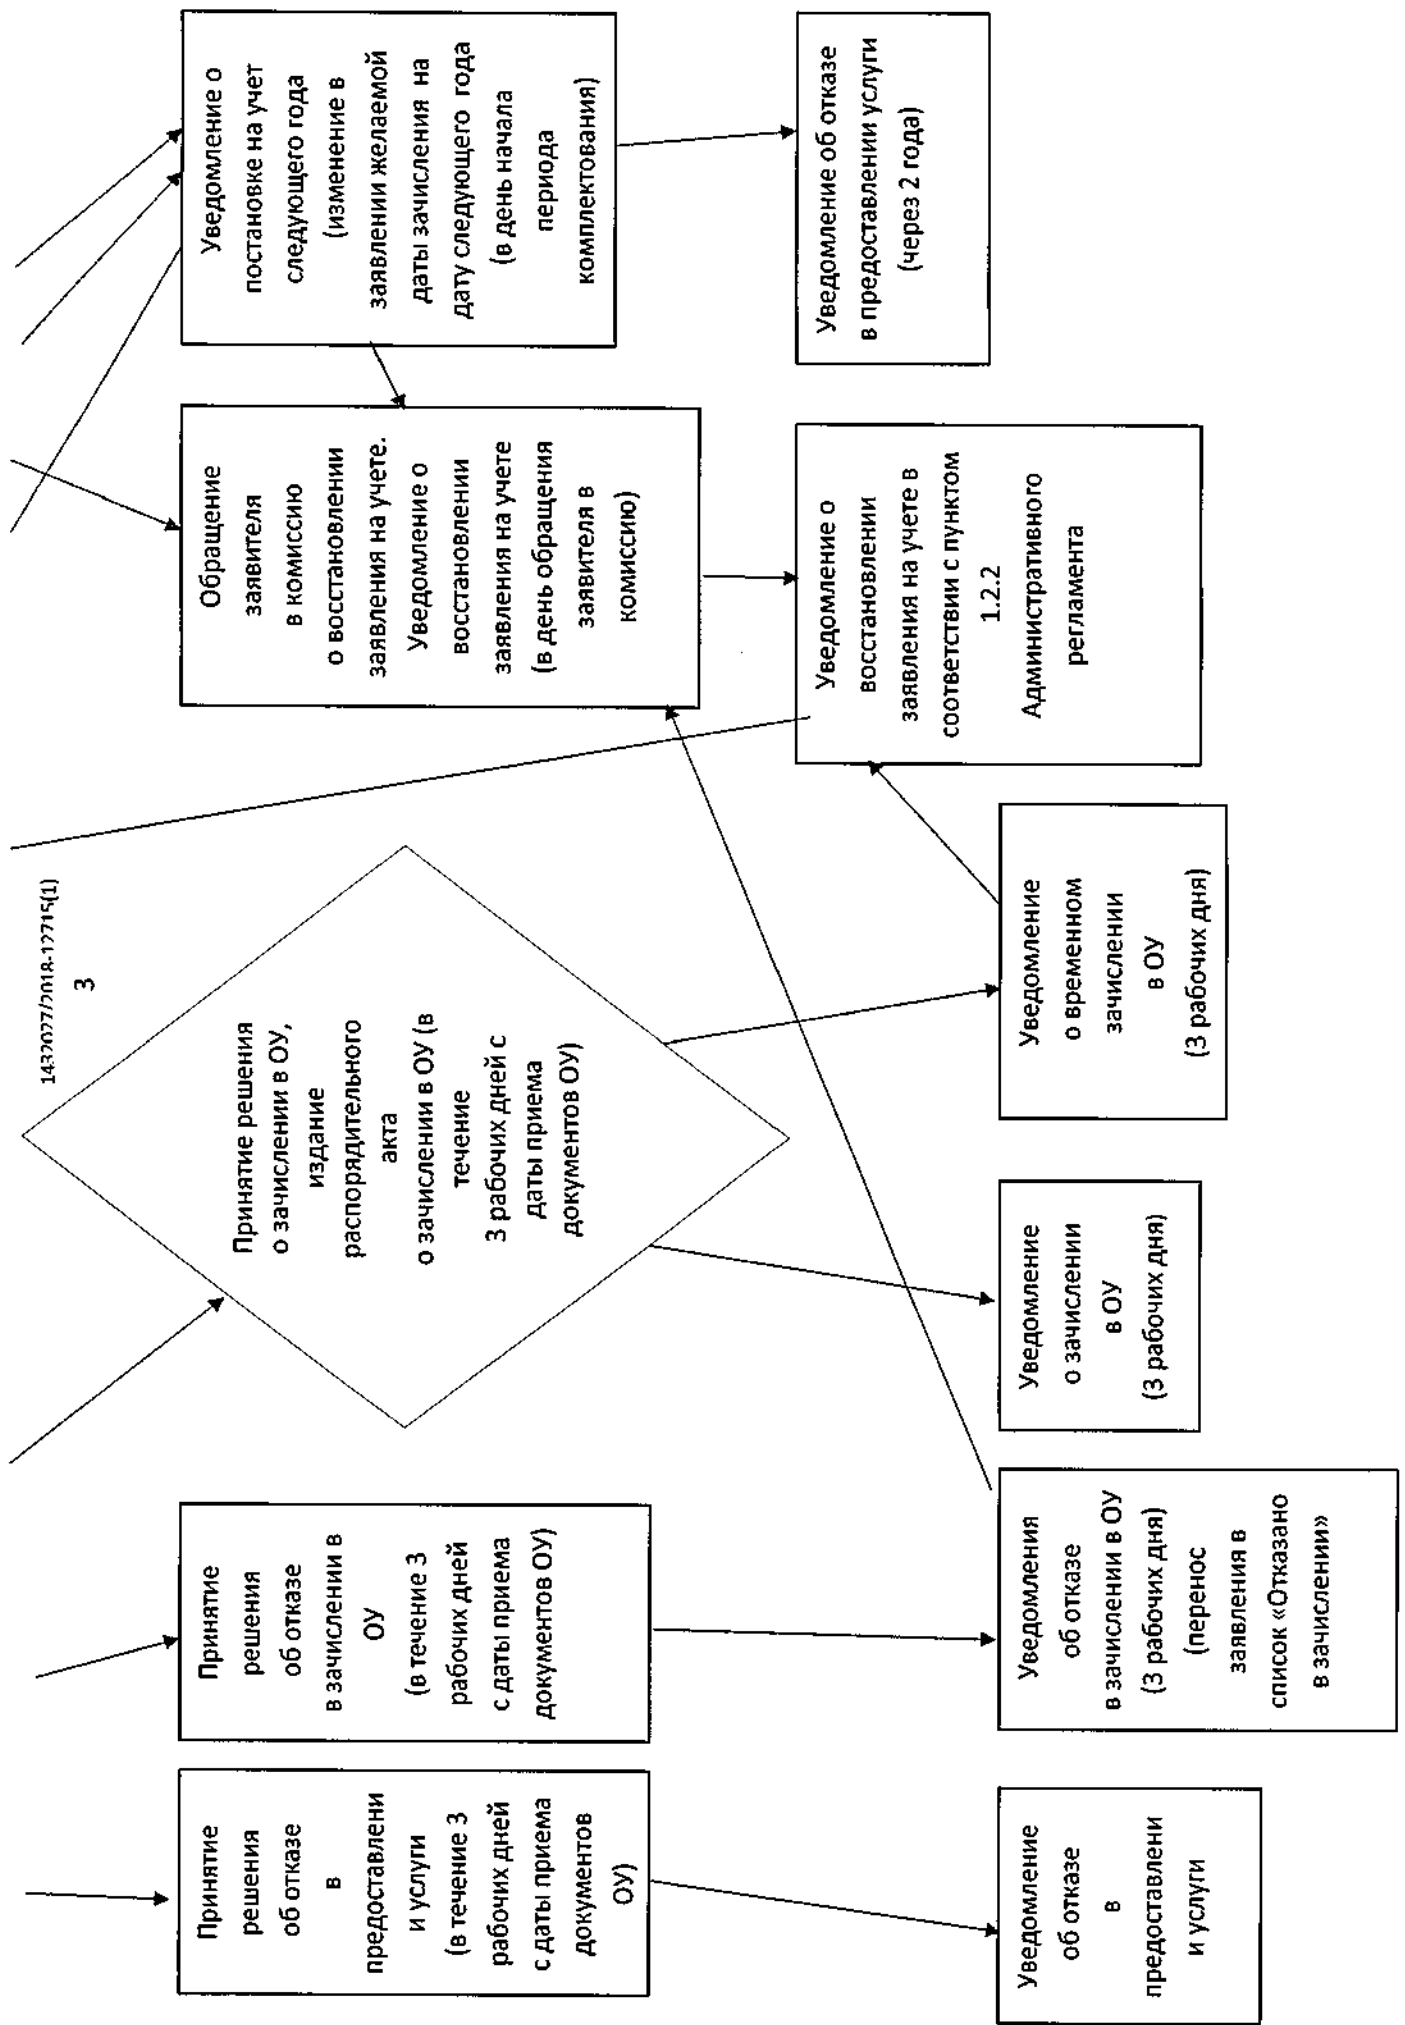 14З2077/2018-12715(1)
3
Принятие
решения
об отказе
в
предоставлени
и услуги
(в течение 3
рабочих дней
с даты приема
документов
ОУ)
Принятие
решения
об отказе
в зачислении в
ОУ
(в течение 3
рабочих дней
с даты приема
документов ОУ)
Принятие решения
о зачислении в ОУ,
издание
распорядительного
акта
о зачислении в ОУ (в
течение
3 рабочих дней с
даты приема
документов ОУ)
Обращение
заявителя
в комиссию
о восстановлении
заявления на учете.
Уведомление о
восстановлении
заявления на учете
(в день обращения
заявителя в
комиссию)
Уведомление о
постановке на учет
следующего года
(изменение в
заявлении желаемой
даты зачисления на
дату следующего года
(в день начала
периода
комплектования)
Уведомление об отказе
в предоставлении услуги
(через 2 года)
Уведомление о
восстановлении
заявления на учете в
соответствии с пунктом
1.2.2
Административного
регламента
Уведомление
об отказе
в
предоставлени
и услуги
Уведомления
об отказе
в зачислении в ОУ
(3 рабочих дня)
(перенос
заявления в
список «Отказано
в зачислении»
Уведомление
о зачислении
в ОУ
(3 рабочих дня)
Уведомление
о временном
зачислении
в ОУ
(3 рабочих дня)